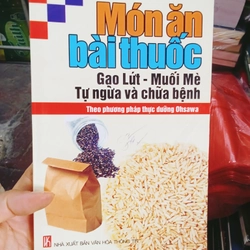 Món ăn
bài thuốc
Gạo Lứt - Muối Mè
Tự ngừa và chữa bệnh
Theo phương pháp thực dưỡng Ohsawa
NHÀ XUẤT BẢN VĂN HÓA THÔNG TIN